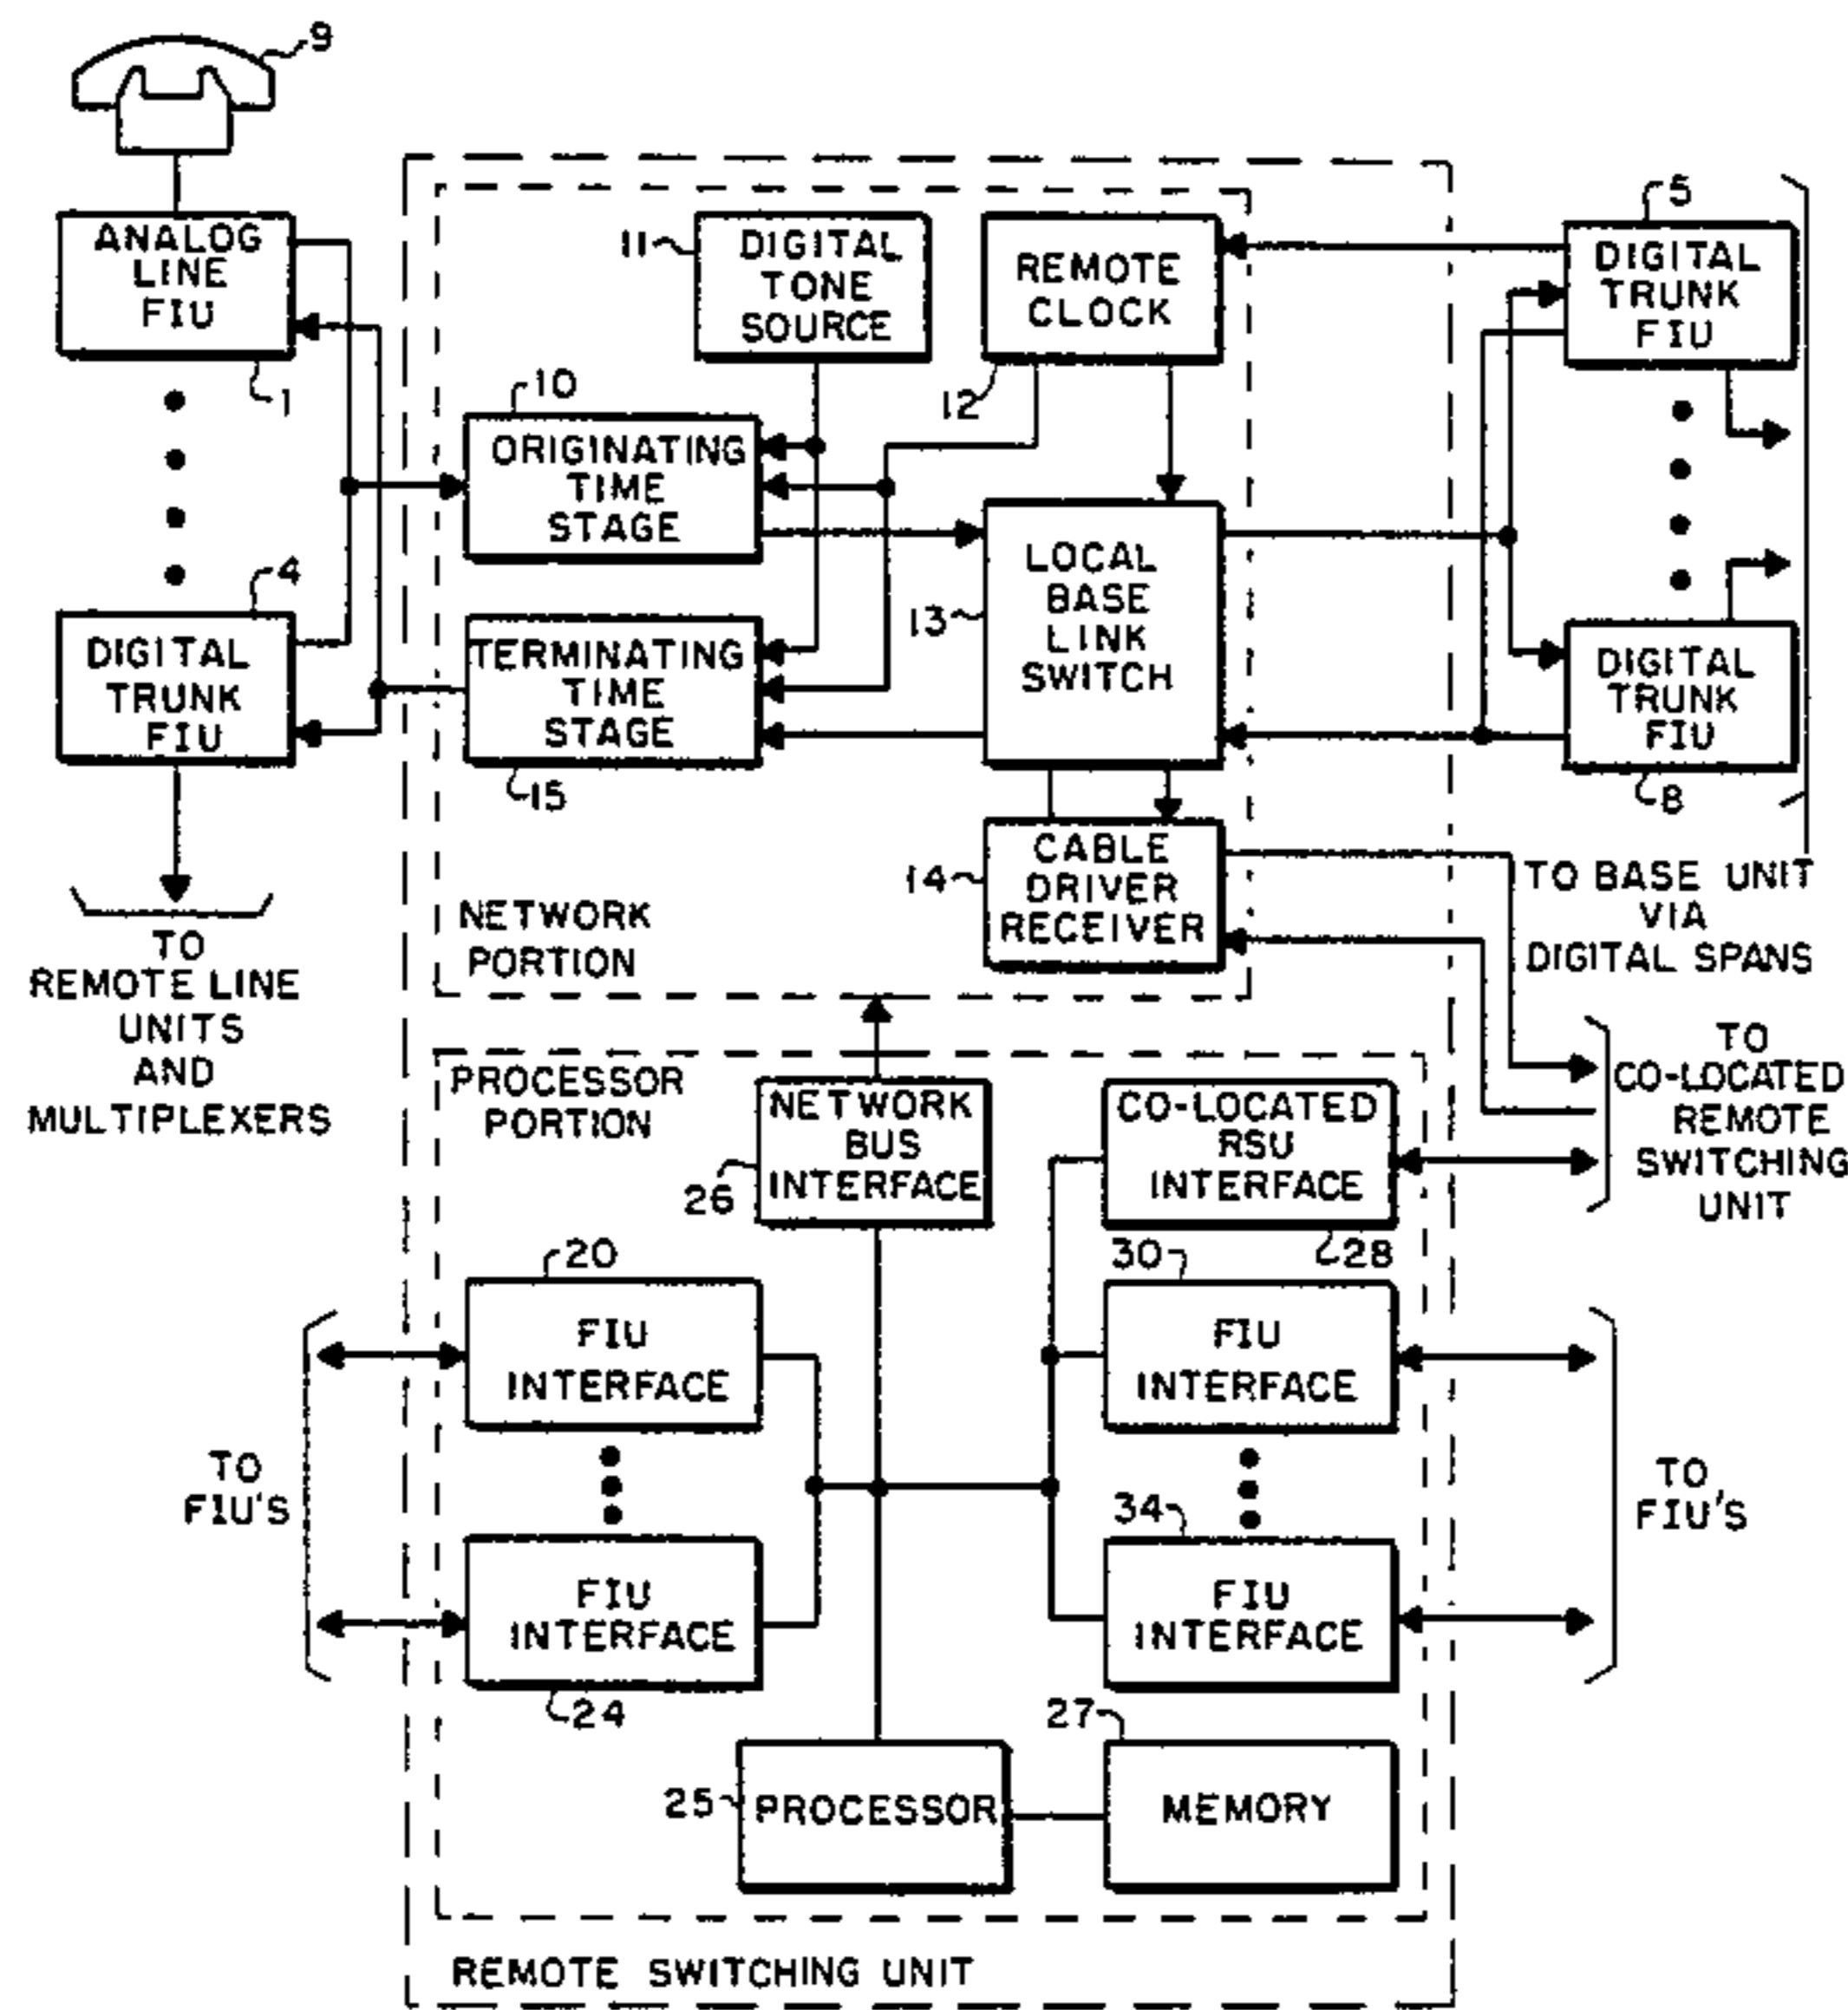 9
ANALOG
LINE
FIU
1
4
DIGITAL
TRUNK
FIU
TO
REMOTE LINE
UNITS
AND
MULTIPLEXERS
11
DIGITAL
TONE
SOURCE
REMOTE
CLOCK
12
10
ORIGINATING
TIME
STAGE
TERMINATING
TIME
STAGE
15
13
LOCAL
BASE
LINK
SWITCH
14
CABLE
DRIVER
RECEIVER
NETWORK
PORTION
5
DIGITAL
TRUNK
FIU
DIGITAL
TRUNK
FIU
8
TO BASE UNIT
VIA
DIGITAL SPANS
TO
CO-LOCATED
REMOTE
SWITCHING
UNIT
PROCESSOR
PORTION
NETWORK
BUS
INTERFACE
26
CO-LOCATED
RSU
INTERFACE
28
20
FIU
INTERFACE
30
FIU
INTERFACE
TO
FIU'S
TO
FIU'S
FIU
INTERFACE
24
34
FIU
INTERFACE
25
PROCESSOR
27
MEMORY
REMOTE SWITCHING UNIT